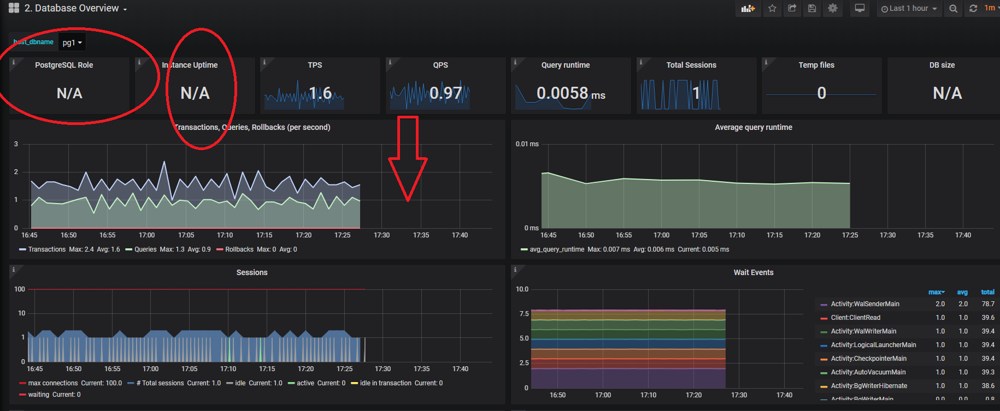 2. Database Overview
Last 1 hour
1m
host_dbname pg1
PostgreSQL Role
N/A
Instance Uptime
N/A
TPS
1.6
QPS
0.97
Query runtime
0.0058 ms
Total Sessions
1
Temp files
0
DB size
N/A
Transactions, Queries, Rollbacks (per second)
3
2
1
0
16:45 16:50 16:55 17:00 17:05 17:10 17:15 17:20 17:25 17:30 17:35 17:40
Transactions Max: 2.4 Avg: 1.6 Queries Max: 1.3 Avg: 0.9 Rollbacks Max: 0 Avg: 0
Average query runtime
0.01 ms
0 ms
16:45 16:50 16:55 17:00 17:05 17:10 17:15 17:20 17:25 17:30 17:35 17:40
avg_query_runtime Max: 0.007 ms Avg: 0.006 ms Current: 0.005 ms
Sessions
100
10
1
0
16:45 16:50 16:55 17:00 17:05 17:10 17:15 17:20 17:25 17:30 17:35 17:40
max connections Current: 100.0 # Total sessions Current: 1.0 idle Current: 1.0 active Current: 0 idle in transaction Current: 0
waiting Current: 0
Wait Events
10.0
7.5
5.0
2.5
0
16:50 17:00 17:10 17:20 17:30 17:40
max avg total
Activity:WalSenderMain 2.0 2.0 78.7
Client:ClientRead 1.0 1.0 39.6
Activity:WalWriterMain 1.0 1.0 39.4
Activity:LogicalLauncherMain 1.0 1.0 39.4
Activity:CheckpointerMain 1.0 1.0 39.4
Activity:AutoVacuumMain 1.0 1.0 39.3
Activity:BgWriterHibernate 1.0 1.0 38.6
Activity:BgWriterMain 0.0 0.0 0.8